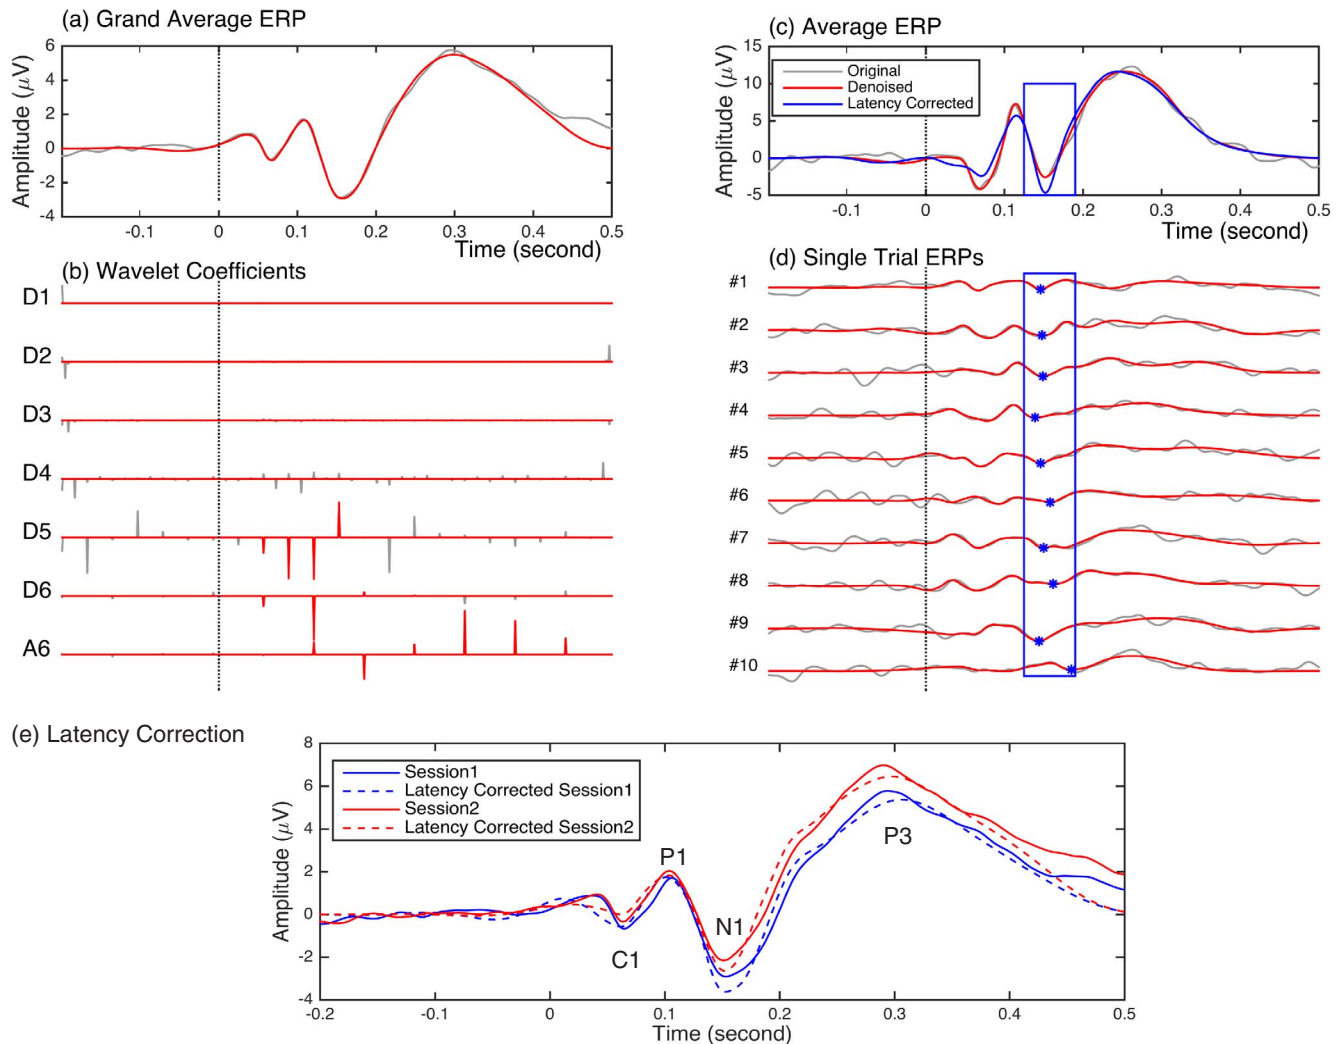 (a) Grand Average ERP
Amplitude (μV)
6
4
2
0
-2
-4
-0.1
0
0.1
0.2
0.3
0.4
0.5
Time (second)
(b) Wavelet Coefficients
D1
D2
D3
D4
D5
D6
A6
(c) Average ERP
Amplitude (μV)
15
10
5
0
-5
Original
Denoised
Latency Corrected
-0.1
0
0.1
0.2
0.3
0.4
0.5
Time (second)
(d) Single Trial ERPs
#1
#2
#3
#4
#5
#6
#7
#8
#9
#10
(e) Latency Correction
Amplitude (μV)
8
6
4
2
0
-2
-4
Session1
Latency Corrected Session1
Session2
Latency Corrected Session2
P1
P3
N1
C1
-0.2
-0.1
-0
0.1
0.2
0.3
0.4
0.5
Time (second)